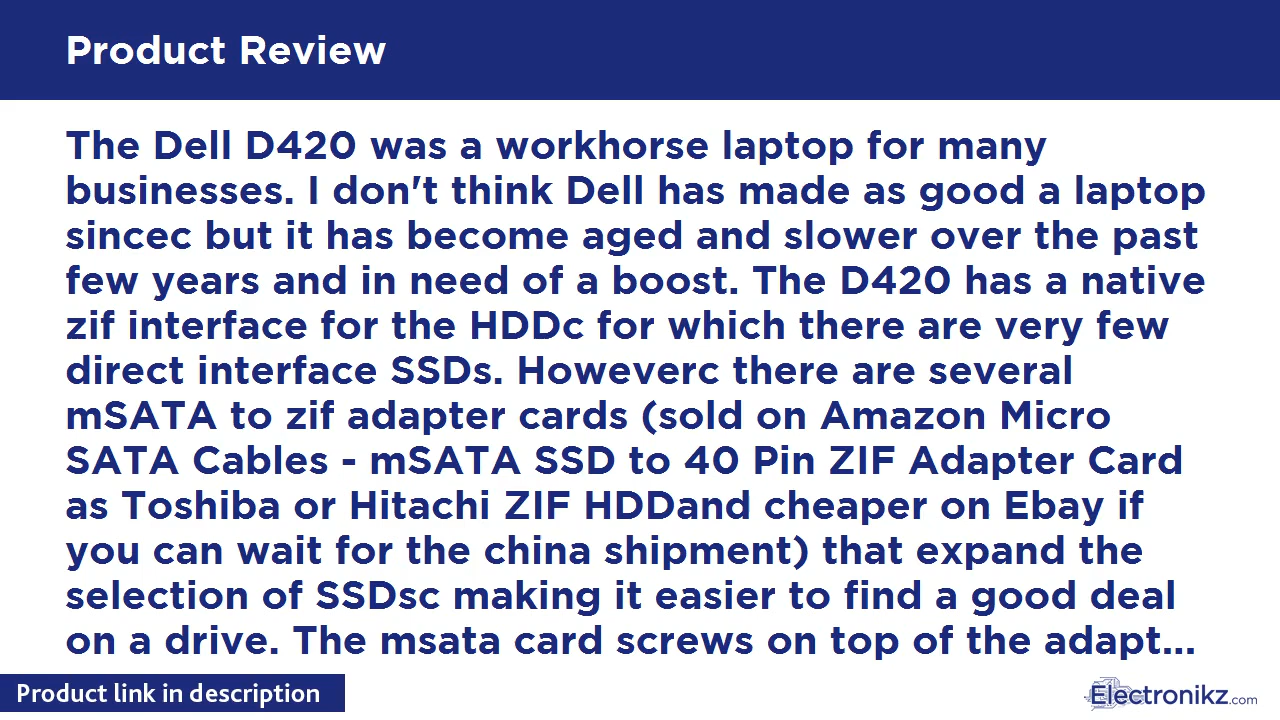 Product Review
The Dell D420 was a workhorse laptop for many
businesses. I don't think Dell has made as good a laptop
sincec but it has become aged and slower over the past
few years and in need of a boost. The D420 has a native
zif interface for the HDDc for which there are very few
direct interface SSDs. Howeverc there are several
mSATA to zif adapter cards (sold on Amazon Micro
SATA Cables - mSATA SSD to 40 Pin ZIF Adapter Card
as Toshiba or Hitachi ZIF HDDand cheaper on Ebay if
you can wait for the china shipment) that expand the
selection of SSDsc making it easier to find a good deal
on a drive. The msata card screws on top of the adapt...
Product link in description
Electronikz.com